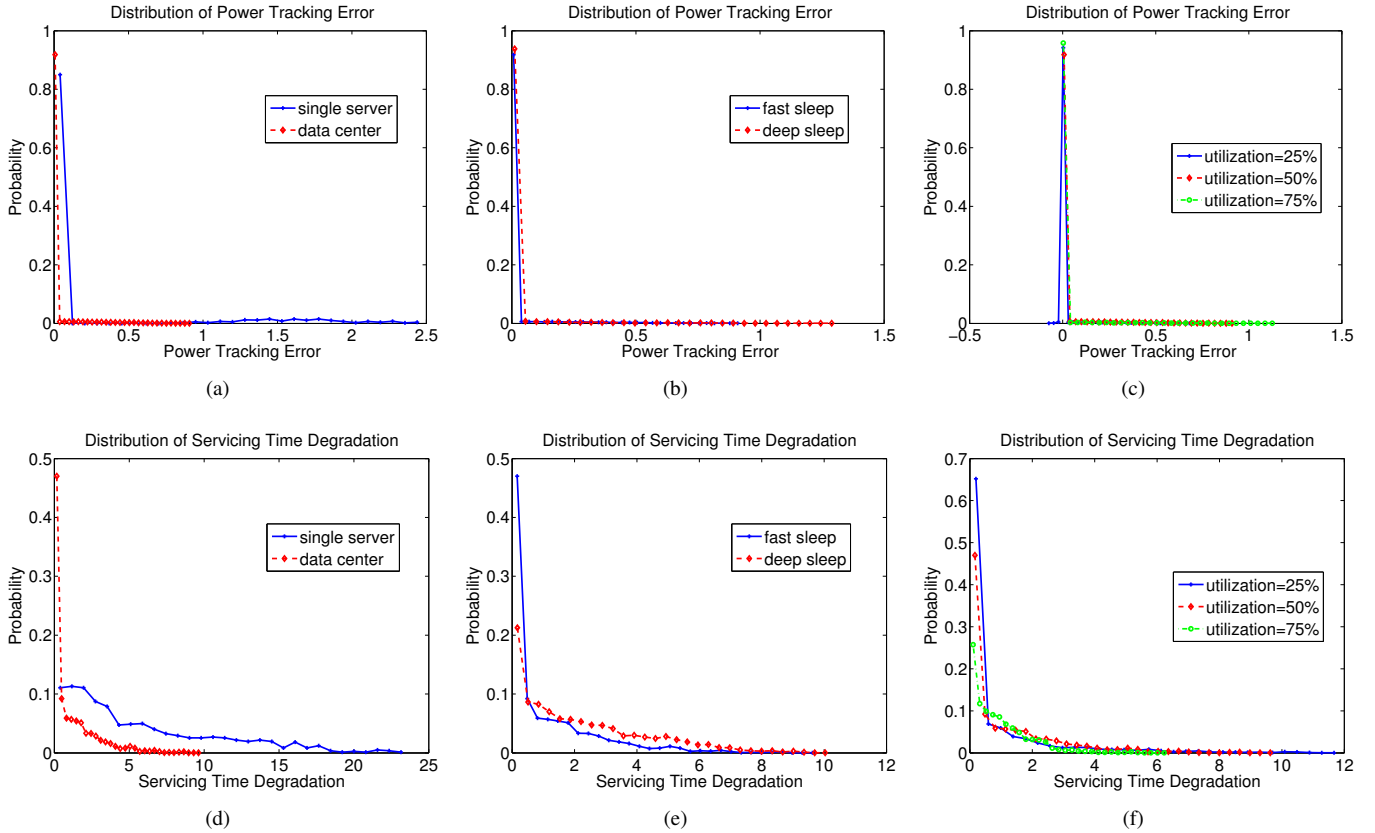 Distribution of Power Tracking Error
1
0.8
0.6
0.4
0.2
0
Probability
single server
data center
0 0.5 1 1.5 2 2.5
Power Tracking Error
(a)
Distribution of Power Tracking Error
1
0.8
0.6
0.4
0.2
0
Probability
fast sleep
deep sleep
0 0.5 1 1.5
Power Tracking Error
(b)
Distribution of Power Tracking Error
1
0.8
0.6
0.4
0.2
0
Probability
utilization=25%
utilization=50%
utilization=75%
−0.5 0 0.5 1 1.5
Power Tracking Error
(c)
Distribution of Servicing Time Degradation
0.5
0.4
0.3
0.2
0.1
0
Probability
single server
data center
0 5 10 15 20 25
Servicing Time Degradation
(d)
Distribution of Servicing Time Degradation
0.5
0.4
0.3
0.2
0.1
0
Probability
fast sleep
deep sleep
0 2 4 6 8 10 12
Servicing Time Degradation
(e)
Distribution of Servicing Time Degradation
0.7
0.6
0.5
0.4
0.3
0.2
0.1
0
Probability
utilization=25%
utilization=50%
utilization=75%
0 2 4 6 8 10 12
Servicing Time Degradation
(f)